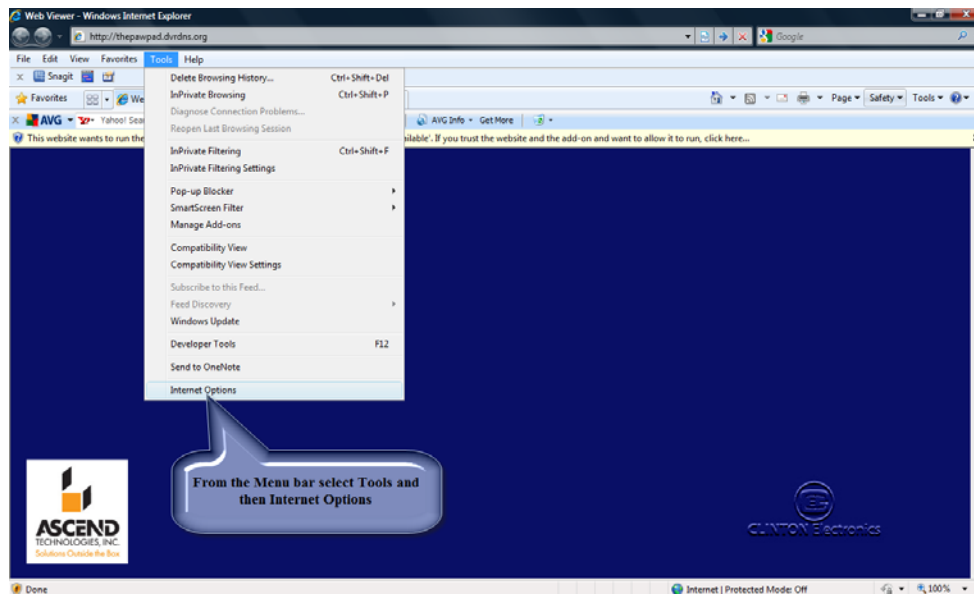 Web Viewer - Windows Internet Explorer
http://thepawpad.dvrdns.org
Google
File Edit View Favorites Tools Help
x Snagit
Favorites We Page Safety Tools
x AVG Yahoo! Sea AVG Info Get More
This website wants to run the ilable'. If you trust the website and the add-on and want to allow it to run, click here...
Delete Browsing History... Ctrl+Shift+Del
InPrivate Browsing Ctrl+Shift+P
Diagnose Connection Problems...
Reopen Last Browsing Session
InPrivate Filtering Ctrl+Shift+F
InPrivate Filtering Settings
Pop-up Blocker
SmartScreen Filter
Manage Add-ons
Compatibility View
Compatibility View Settings
Subscribe to this Feed...
Feed Discovery
Windows Update
Developer Tools F12
Send to OneNote
Internet Options
From the Menu bar select Tools and
then Internet Options
ASCEND
TECHNOLOGIES, INC.
Solutions Outside the Box
CLINTON Electronics
Done Internet | Protected Mode: Off 100%